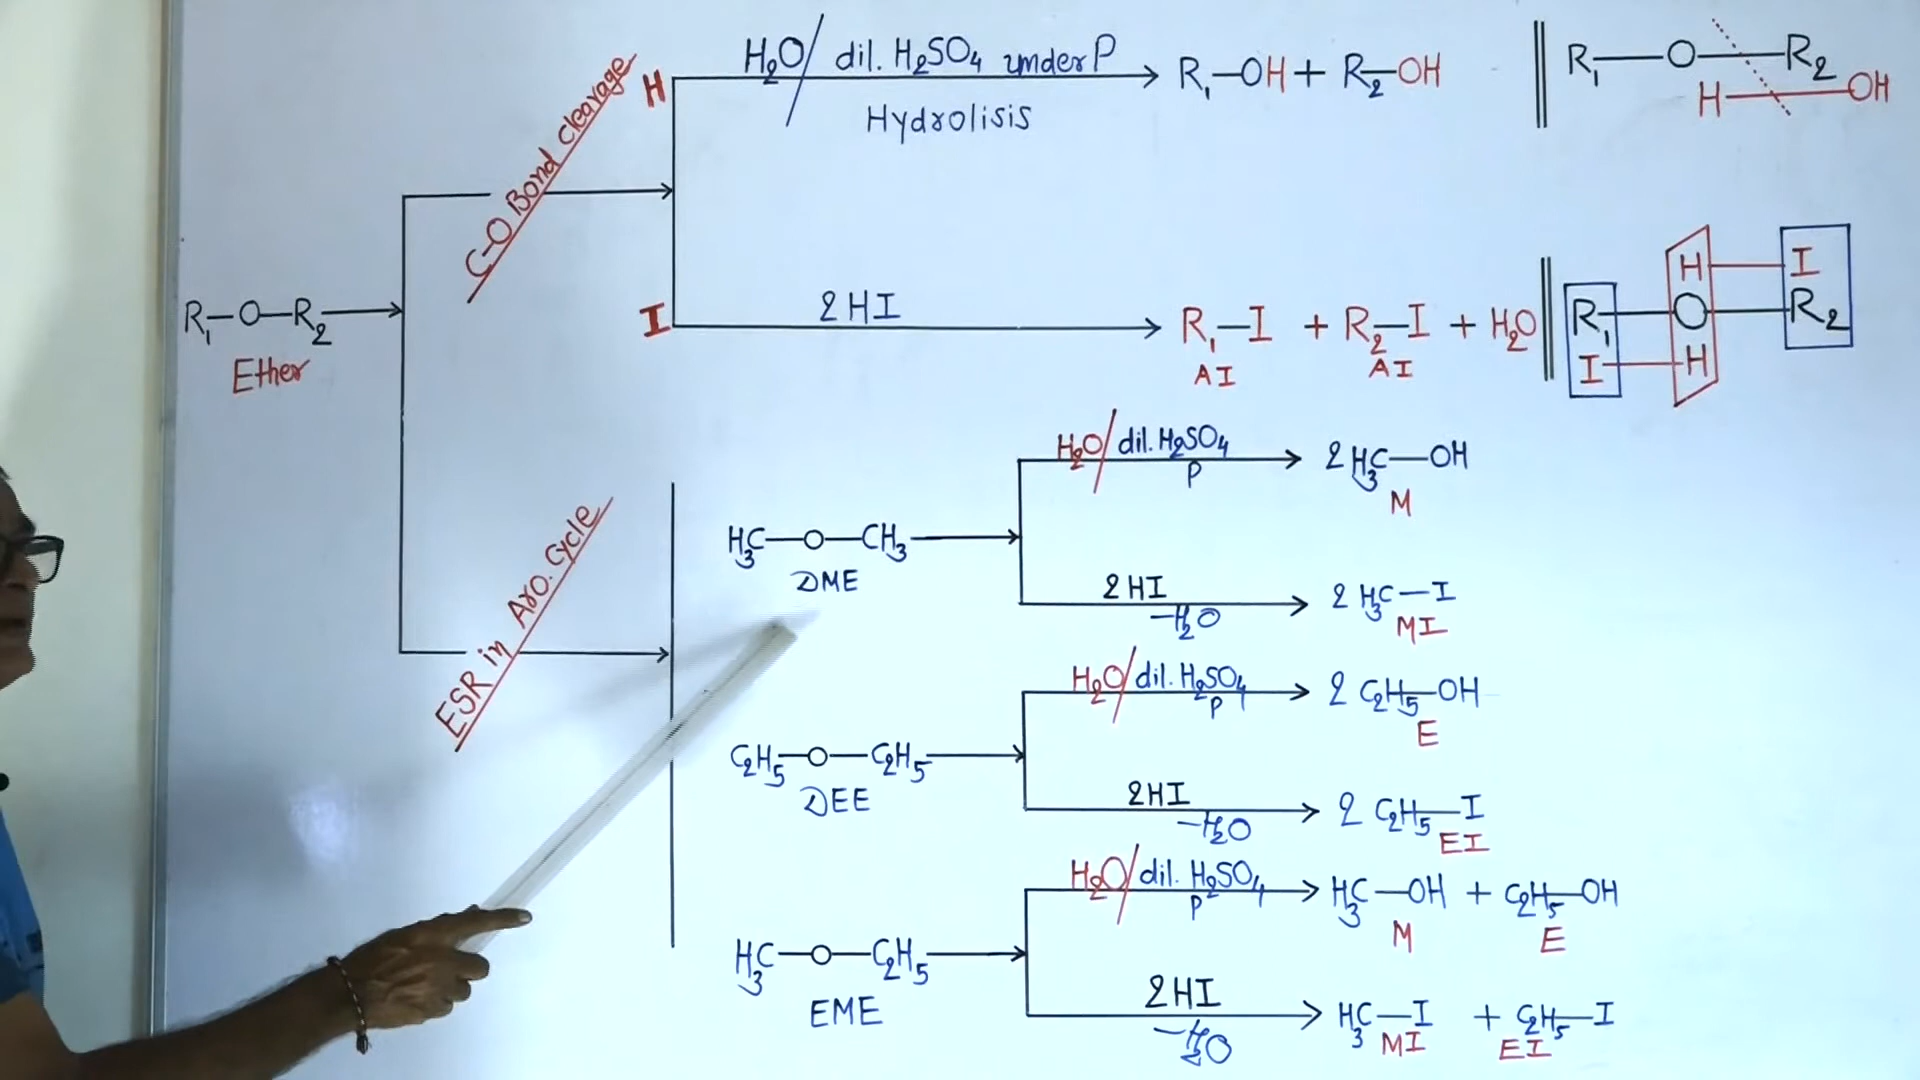 R₁—O—R₂
Ether
C-O Bond Cleavage
ESR in Aro. Cycle
H
H₂O/ dil. H₂SO₄ under P
Hydrolisis
R₁—OH + R₂—OH
R₁—O—R₂
H—OH
I
2HI
R₁—I + R₂—I + H₂O
AI AI
H—I
R₁—O—R₂
I—H
H₃C—O—CH₃
DME
H₂O/dil. H₂SO₄
P
2 H₃C—OH
M
2HI
-H₂O
2 H₃C—I
MI
C₂H₅—O—C₂H₅
DEE
H₂O/dil. H₂SO₄
P
2 C₂H₅—OH
E
2HI
-H₂O
2 C₂H₅—I
EI
H₃C—O—C₂H₅
EME
H₂O/dil. H₂SO₄
P
H₃C—OH + C₂H₅—OH
M E
2HI
-H₂O
H₃C—I + C₂H₅—I
MI EI